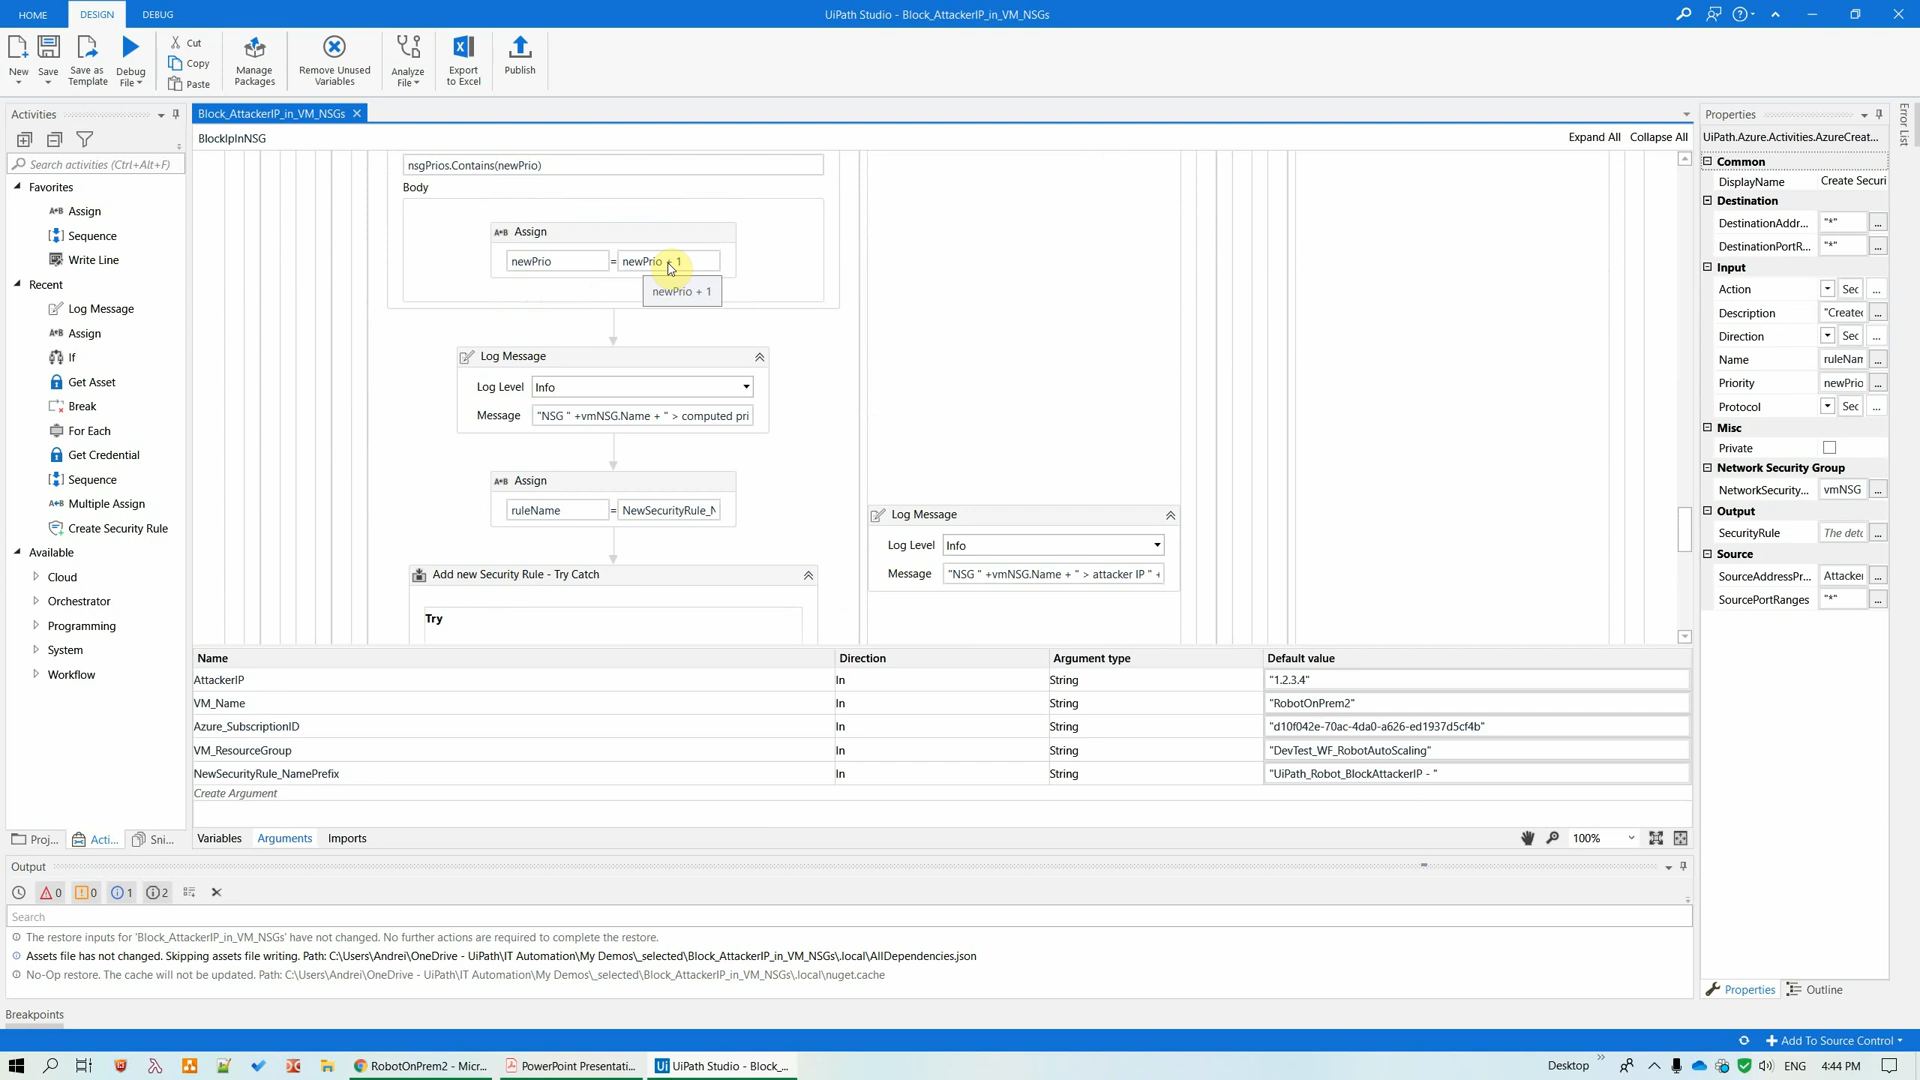 HOME
DESIGN
DEBUG
UiPath Studio - Block_AttackerIP_in_VM_NSGs
New
Save
Save as Template
Debug File
Cut
Copy
Paste
Manage Packages
Remove Unused Variables
Analyze File
Export to Excel
Publish
Activities
Search activities (Ctrl+Alt+F)
Favorites
Assign
Sequence
Write Line
Recent
Log Message
Assign
If
Get Asset
Break
For Each
Get Credential
Sequence
Multiple Assign
Create Security Rule
Available
Cloud
Orchestrator
Programming
System
Workflow
Proj...
Acti...
Sni...
Block_AttackerIP_in_VM_NSGs
BlockIpInNSG
Expand All
Collapse All
nsgPrios.Contains(newPrio)
Body
A+B Assign
newPrio = newPrio + 1
newPrio + 1
Log Message
Log Level Info
Message "NSG " +vmNSG.Name + " > computed pri
A+B Assign
ruleName = NewSecurityRule_N
Add new Security Rule - Try Catch
Try
Log Message
Log Level Info
Message "NSG " +vmNSG.Name + " > attacker IP " +
Name Direction Argument type Default value
AttackerIP In String "1.2.3.4"
VM_Name In String "RobotOnPrem2"
Azure_SubscriptionID In String "d10f042e-70ac-4da0-a626-ed1937d5cf4b"
VM_ResourceGroup In String "DevTest_WF_RobotAutoScaling"
NewSecurityRule_NamePrefix In String "UiPath_Robot_BlockAttackerIP - "
Create Argument
Variables
Arguments
Imports
100%
Output
0
0
1
2
Search
The restore inputs for 'Block_AttackerIP_in_VM_NSGs' have not changed. No further actions are required to complete the restore.
Assets file has not changed. Skipping assets file writing. Path: C:\Users\Andrei\OneDrive - UiPath\IT Automation\My Demos\_selected\Block_AttackerIP_in_VM_NSGs\.local\AllDependencies.json
No-Op restore. The cache will not be updated. Path: C:\Users\Andrei\OneDrive - UiPath\IT Automation\My Demos\_selected\Block_AttackerIP_in_VM_NSGs\.local\nuget.cache
Breakpoints
Properties
UiPath.Azure.Activities.AzureCreat...
Common
DisplayName Create Securi
Destination
DestinationAddr... "*" ...
DestinationPortR... "*" ...
Input
Action Sec ...
Description "Created ...
Direction Sec ...
Name ruleNam ...
Priority newPrio ...
Protocol Sec ...
Misc
Private
Network Security Group
NetworkSecurity... vmNSG ...
Output
SecurityRule The deta ...
Source
SourceAddressPr... Attacker ...
SourcePortRanges "*" ...
Properties
Outline
Error List
Add To Source Control
RobotOnPrem2 - Micr...
PowerPoint Presentati...
UiPath Studio - Block_...
Desktop
ENG
4:44 PM